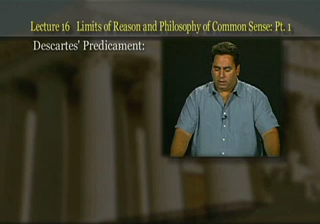 Lecture 16 Limits of Reason and Philosophy of Common Sense: Pt. 1
Descartes' Predicament: